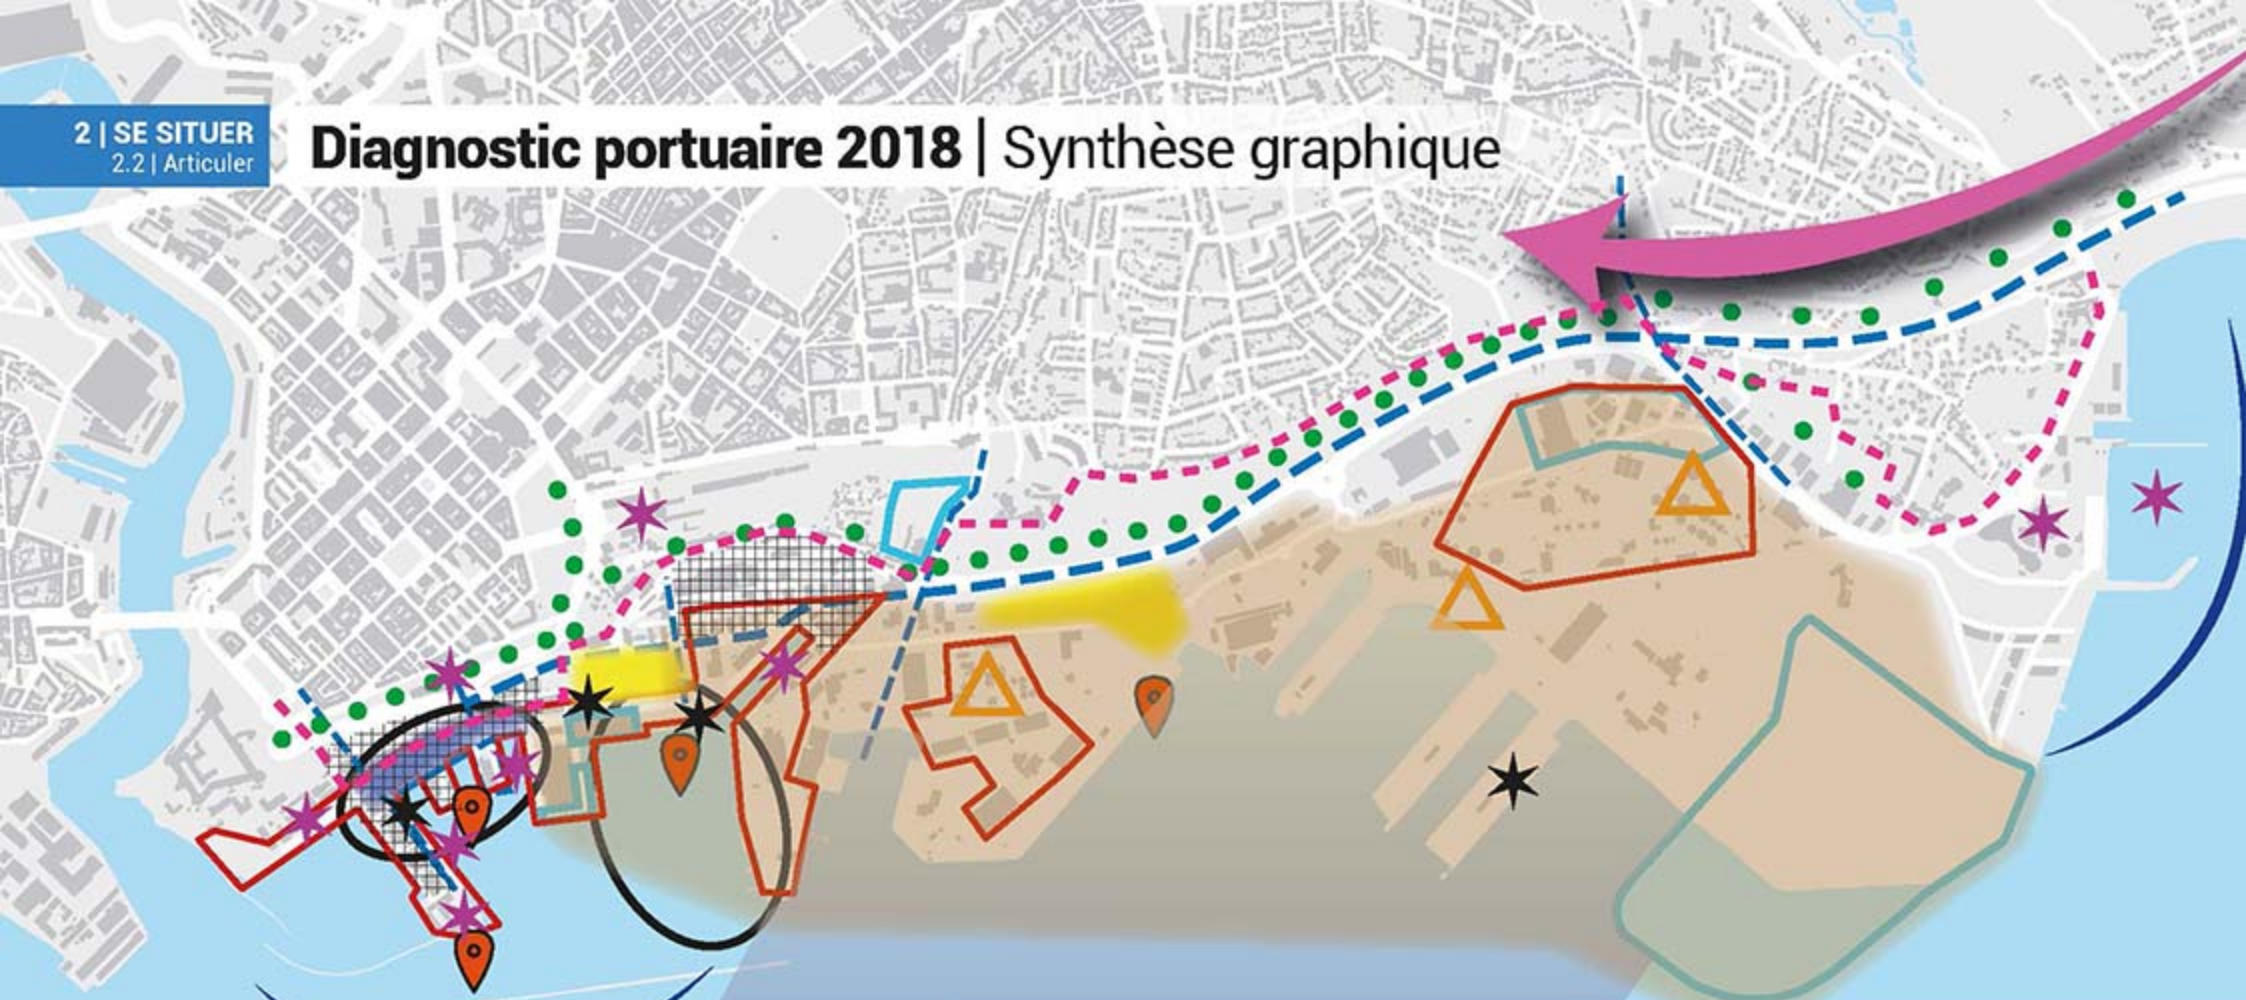 2 | SE SITUER
2.2 | Articuler
Diagnostic portuaire 2018 | Synthèse graphique